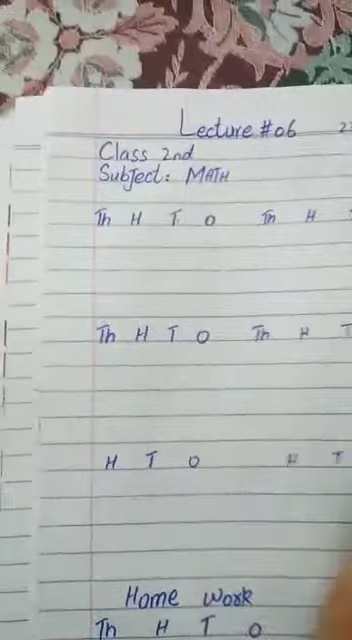 Lecture #06
Class 2nd
Subject: MATH
Th H T O Th H
Th H T O Th H T
H T O H T
Home Work
Th H T O